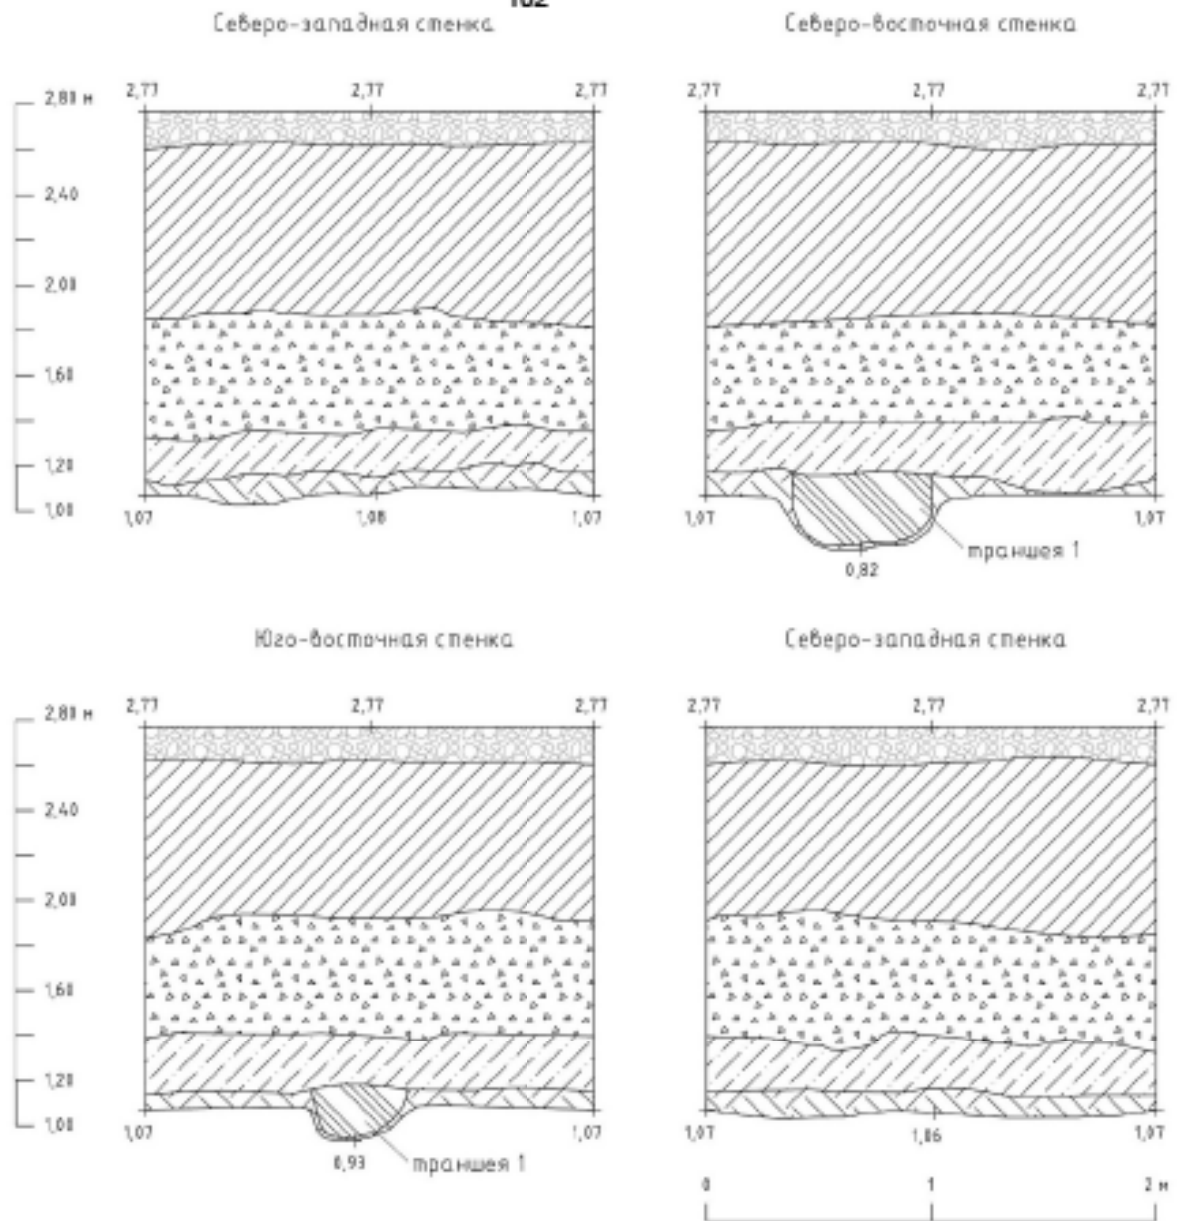 Северо-западная стенка
2,77 2,77 2,77
2,80 м
2,40
2,00
1,60
1,20
1,00
1,07 1,08 1,07
Северо-восточная стенка
2,77 2,77 2,77
1,07 1,07
траншея 1
0,82
Юго-восточная стенка
2,77 2,77 2,77
2,80 м
2,40
2,00
1,60
1,20
1,00
1,07 1,07
0,93 траншея 1
Северо-западная стенка
2,77 2,77 2,77
1,07 1,06 1,07
0 1 2 м